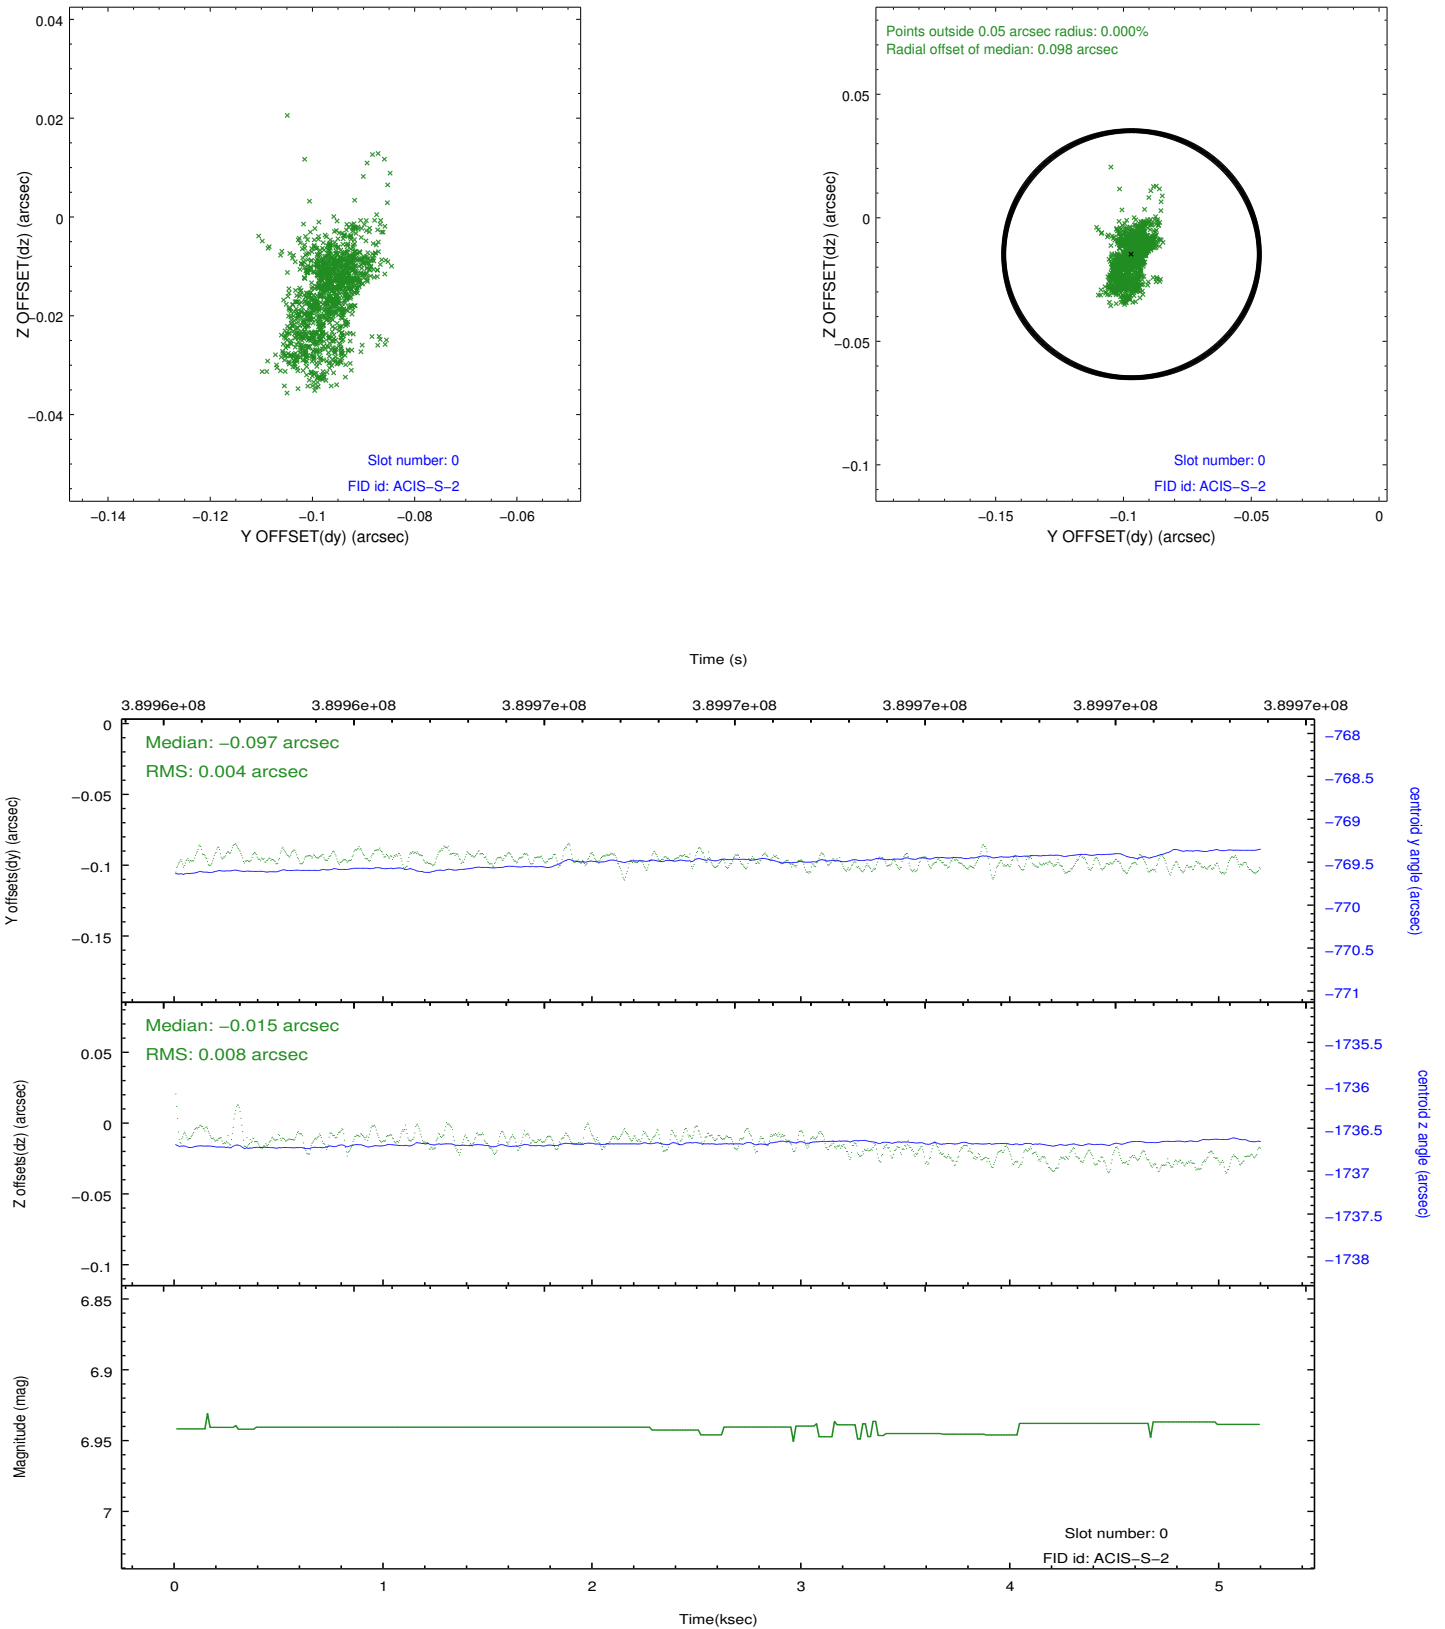 0.04
0.02
0
−0.02
−0.04
Z OFFSET(dz) (arcsec)
Slot number: 0
FID id: ACIS−S−2
−0.14 −0.12 −0.1 −0.08 −0.06
Y OFFSET(dy) (arcsec)
Points outside 0.05 arcsec radius: 0.000%
Radial offset of median: 0.098 arcsec
0.05
0
−0.05
−0.1
Z OFFSET(dz) (arcsec)
Slot number: 0
FID id: ACIS−S−2
−0.15 −0.1 −0.05 0
Y OFFSET(dy) (arcsec)
Time (s)
3.8996e+08 3.8996e+08 3.8997e+08 3.8997e+08 3.8997e+08 3.8997e+08 3.8997e+08
Median: −0.097 arcsec
RMS: 0.004 arcsec
0
−0.05
−0.1
−0.15
Y offsets(dy) (arcsec)
−768
−768.5
−769
−769.5
−770
−770.5
−771
centroid y angle (arcsec)
Median: −0.015 arcsec
RMS: 0.008 arcsec
0.05
0
−0.05
−0.1
Z offsets(dz) (arcsec)
−1735.5
−1736
−1736.5
−1737
−1737.5
−1738
centroid z angle (arcsec)
6.85
6.9
6.95
7
Magnitude (mag)
Slot number: 0
FID id: ACIS−S−2
0 1 2 3 4 5
Time(ksec)